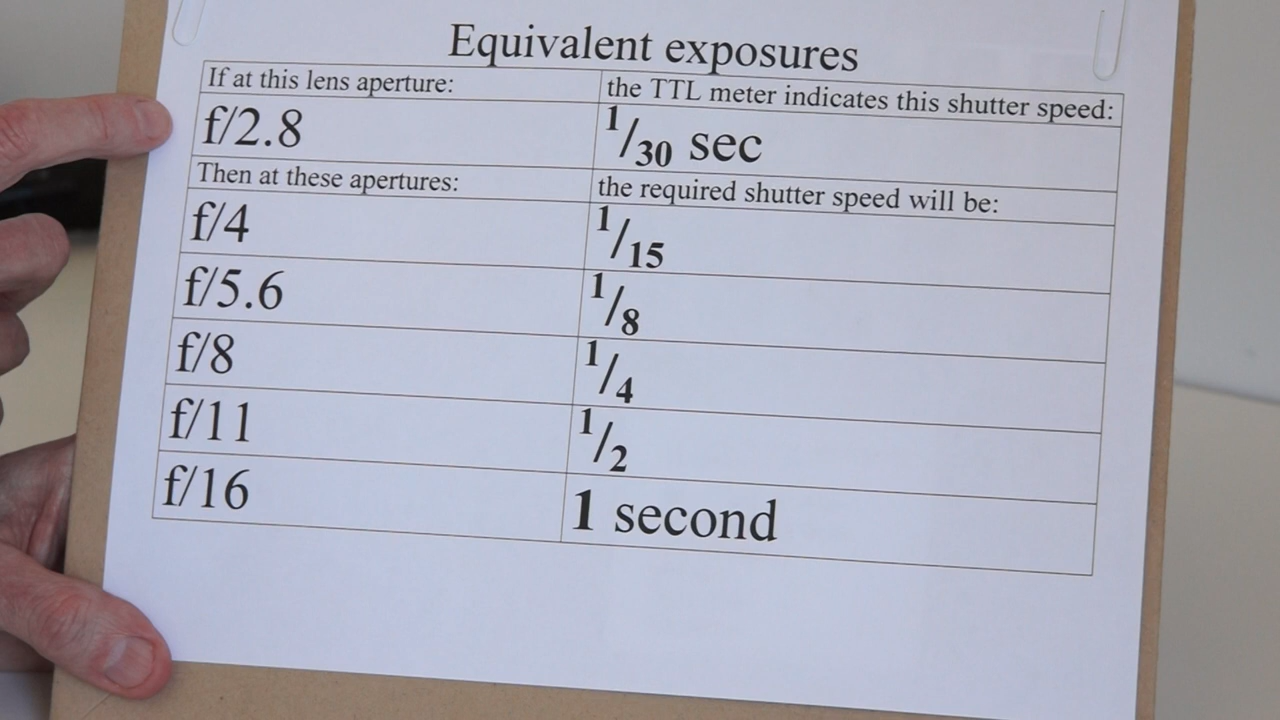 Equivalent exposures
If at this lens aperture: the TTL meter indicates this shutter speed:
f/2.8 1/30 sec
Then at these apertures: the required shutter speed will be:
f/4 1/15
f/5.6 1/8
f/8 1/4
f/11 1/2
f/16 1 second